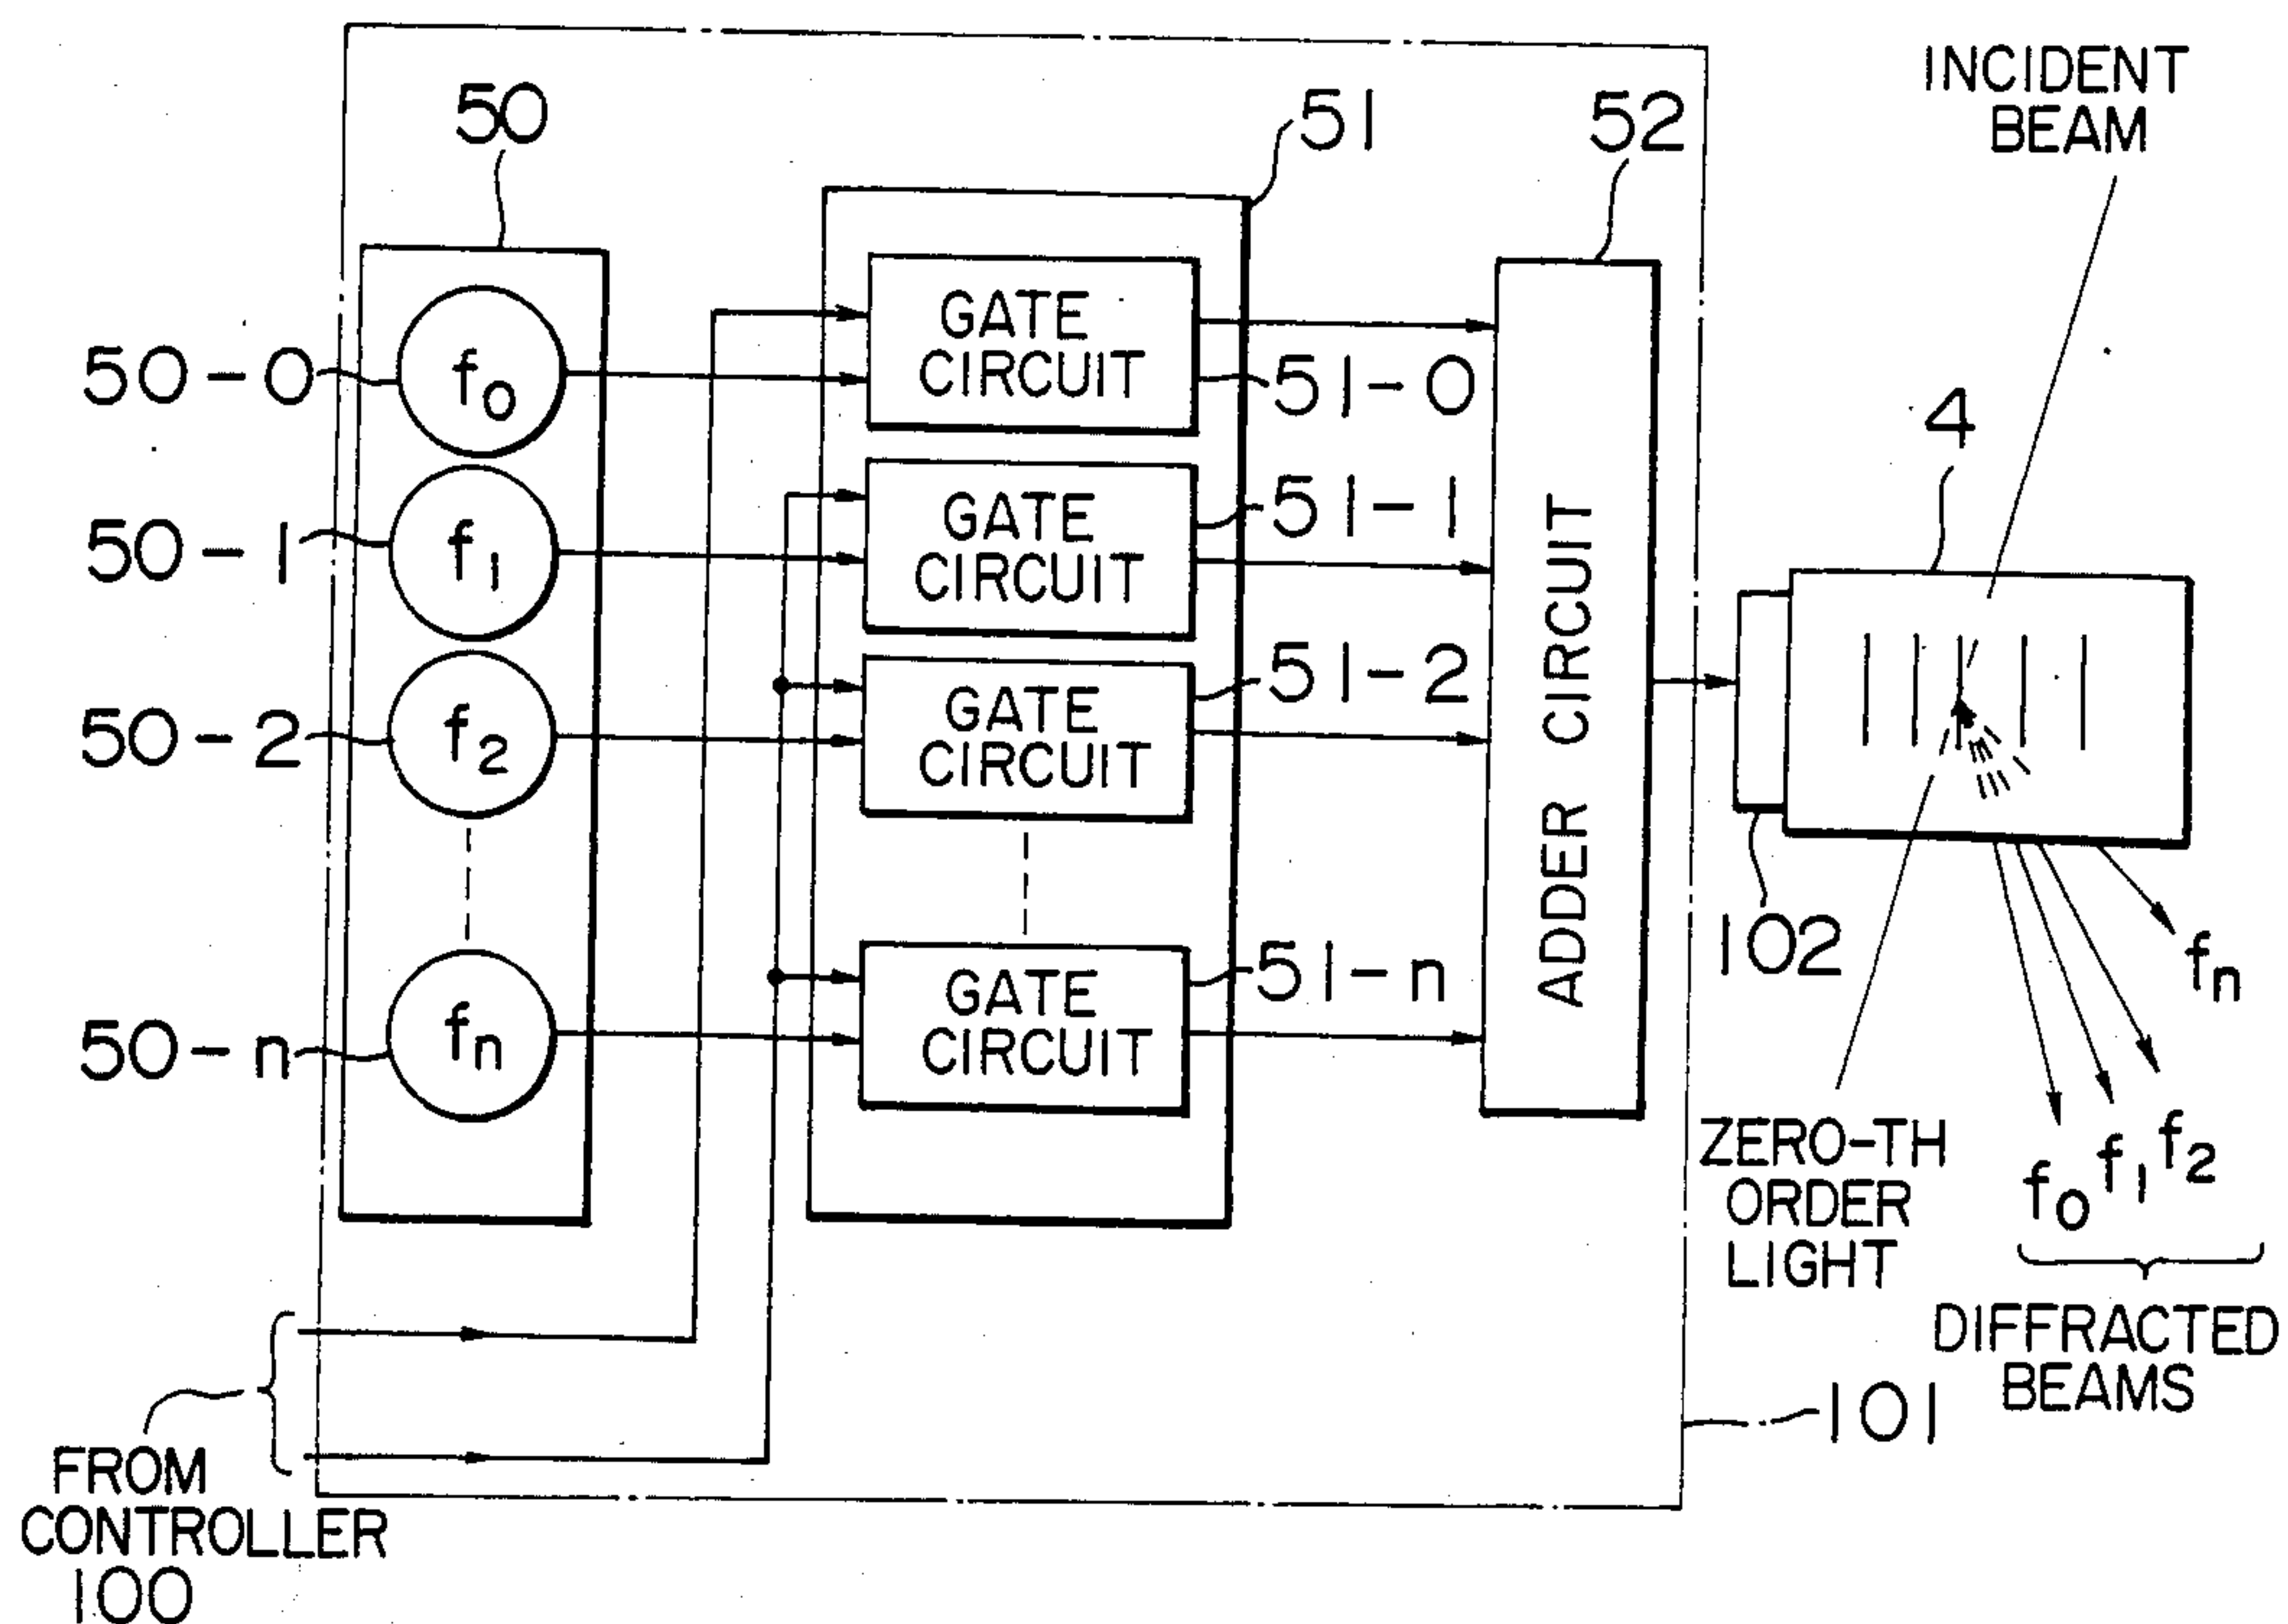 50
51
52
INCIDENT
BEAM
50-0
f0
GATE
CIRCUIT
51-0
50-1
f1
GATE
CIRCUIT
51-1
50-2
f2
GATE
CIRCUIT
51-2
50-n
fn
GATE
CIRCUIT
51-n
ADDER CIRCUIT
4
102
fn
f0 f1 f2
ZERO-TH
ORDER
LIGHT
DIFFRACTED
BEAMS
101
FROM
CONTROLLER
100